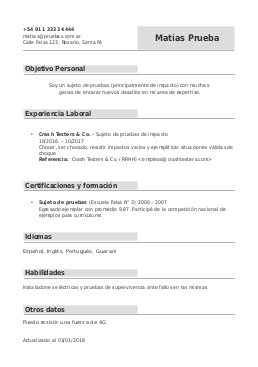 +54 911 3333 4444
matias@pruebas.com.ar
Calle Falsa 123, Rosario, Santa fé
Matías Prueba
Objetivo Personal
Soy un sujeto de pruebas (principalmente de impacto) con muchas
ganas de encarar nuevos desafíos en mi área de expertise.
Experiencia Laboral
• Crash Testers & Co. - Sujeto de pruebas de impacto
10/2016 - 10/2017
Chocar, ser chocado, resistir impactos varios y ejemplificar situaciones válidas de
choque
Referencia: Crash Testers & Co (RRHH) <empleos@crashtesters.com>
Certificaciones y formación
• Sujeto de pruebas (Escuela Falsa N° 3) 2000 - 2007
Egresado ejemplar con promedio 9,87. Participé de la competición nacional de
ejemplos para currículums
Idiomas
Español, Inglés, Portugués, Guaraní
Habilidades
Instalaciones eléctricas y pruebas de supervivencia ante fallos en las mismas
Otros datos
Puedo resistir una fuerza de 4G
Actualizado al 03/01/2018